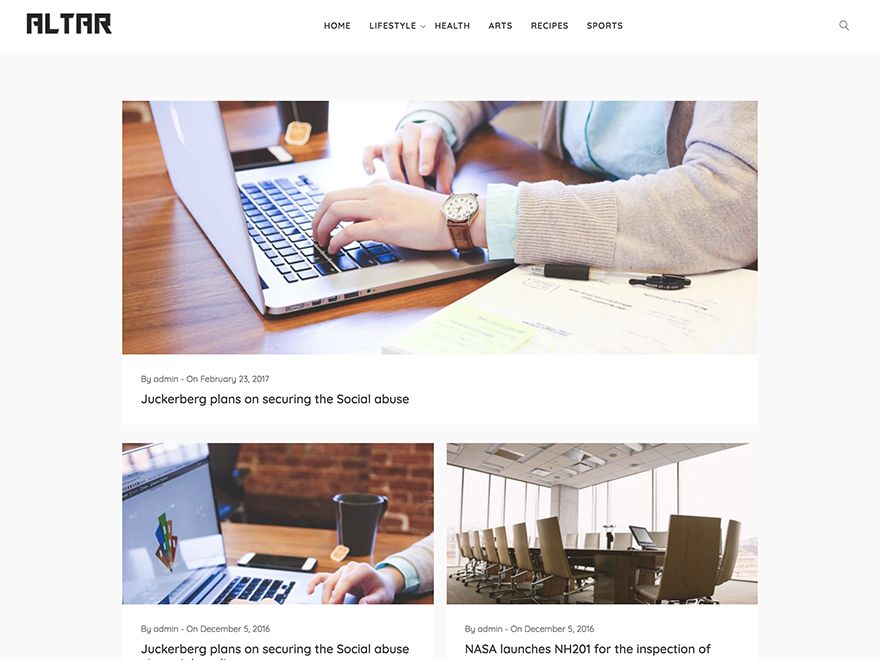 ALTAR
HOME LIFESTYLE HEALTH ARTS RECIPES SPORTS
By admin - On February 23, 2017
Juckerberg plans on securing the Social abuse
By admin - On December 5, 2016
Juckerberg plans on securing the Social abuse
By admin - On December 5, 2016
NASA launches NH201 for the inspection of